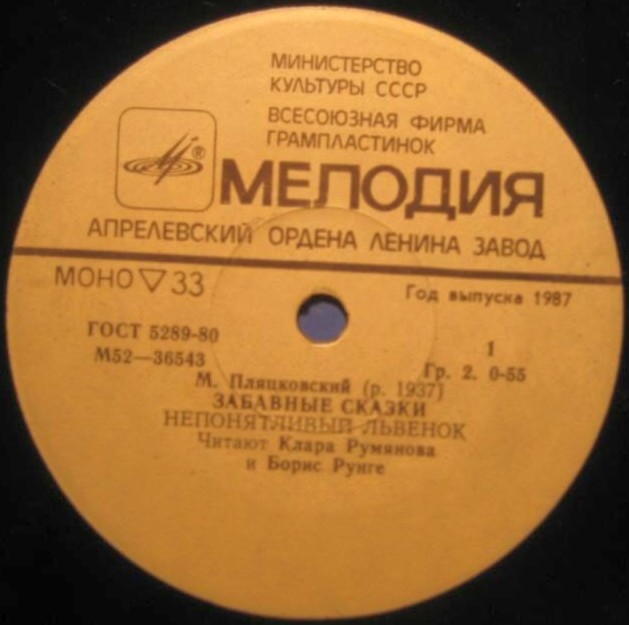 МИНИСТЕРСТВО
КУЛЬТУРЫ СССР
ВСЕСОЮЗНАЯ ФИРМА
ГРАМПЛАСТИНОК
®
МЕЛОДИЯ
АПРЕЛЕВСКИЙ ОРДЕНА ЛЕНИНА ЗАВОД
МОНО ▽ 33
Год выпуска 1987
ГОСТ 5289-80
М52—36543
1
Гр. 2. 0-55
М. Пляцковский (р. 1937)
ЗАБАВНЫЕ СКАЗКИ
НЕПОНЯТЛИВЫЙ ЛЬВЕНОК
Читают Клара Румянова
и Борис Рунге